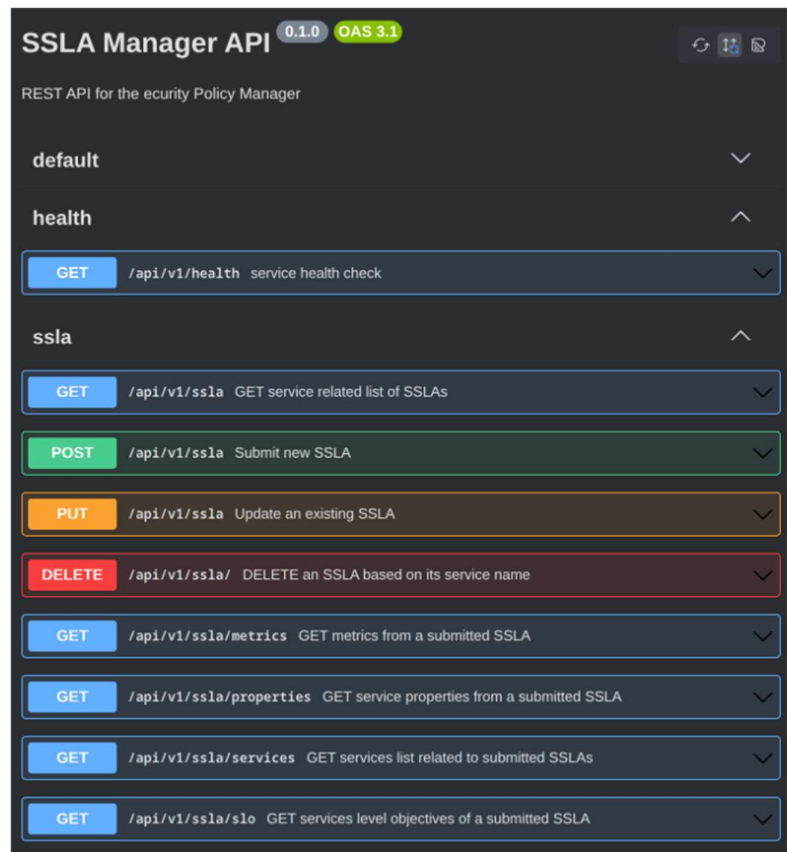 SSLA Manager API 0.1.0 OAS 3.1
REST API for the ecurity Policy Manager
default
health
GET /api/v1/health service health check
ssla
GET /api/v1/ssla GET service related list of SSLAs
POST /api/v1/ssla Submit new SSLA
PUT /api/v1/ssla Update an existing SSLA
DELETE /api/v1/ssla/ DELETE an SSLA based on its service name
GET /api/v1/ssla/metrics GET metrics from a submitted SSLA
GET /api/v1/ssla/properties GET service properties from a submitted SSLA
GET /api/v1/ssla/services GET services list related to submitted SSLAs
GET /api/v1/ssla/slo GET services level objectives of a submitted SSLA